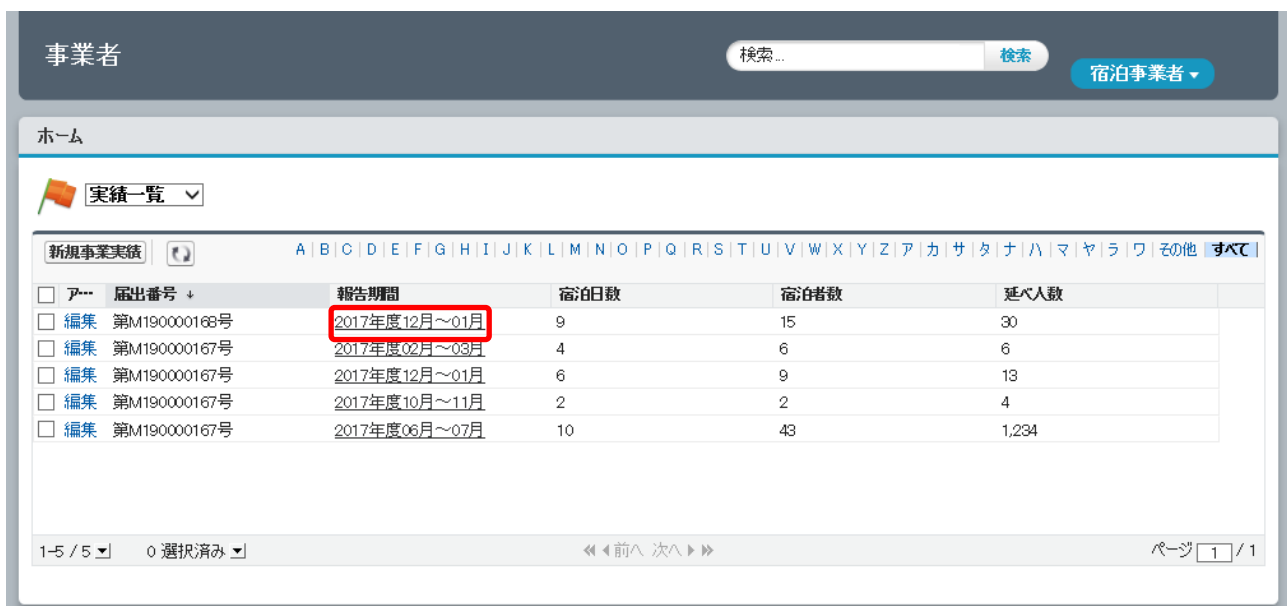 事業者
検索...
検索
宿泊事業者
ホーム
実績一覧
新規事業実績 A | B | C | D | E | F | G | H | I | J | K | L | M | N | O | P | Q | R | S | T | U | V | W | X | Y | Z | ア | カ | サ | タ | ナ | ハ | マ | ヤ | ラ | ワ | その他 | すべて |
ア… 届出番号 ↓ 報告期間 宿泊日数 宿泊者数 延べ人数
編集 第M190000168号 2017年度12月～01月 9 15 30
編集 第M190000167号 2017年度02月～03月 4 6 6
編集 第M190000167号 2017年度12月～01月 6 9 13
編集 第M190000167号 2017年度10月～11月 2 2 4
編集 第M190000167号 2017年度06月～07月 10 43 1,234
1-5 / 5 0 選択済み 前へ 次へ ページ 1 / 1